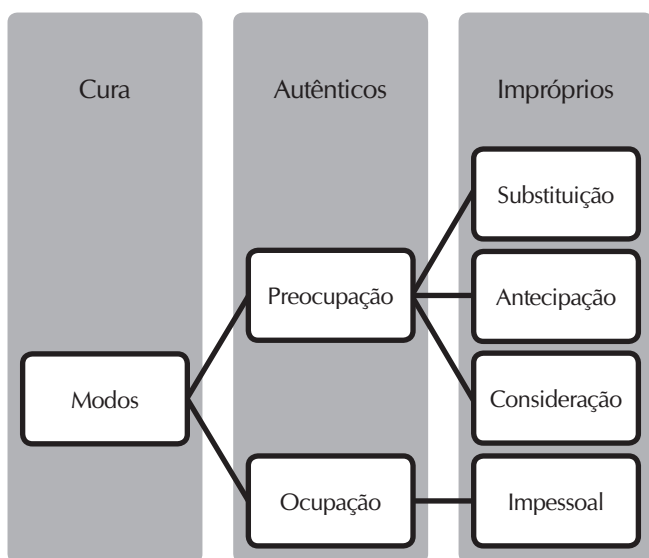 Cura
Autênticos
Impróprios
Substituição
Preocupação
Antecipação
Modos
Consideração
Ocupação
Impessoal